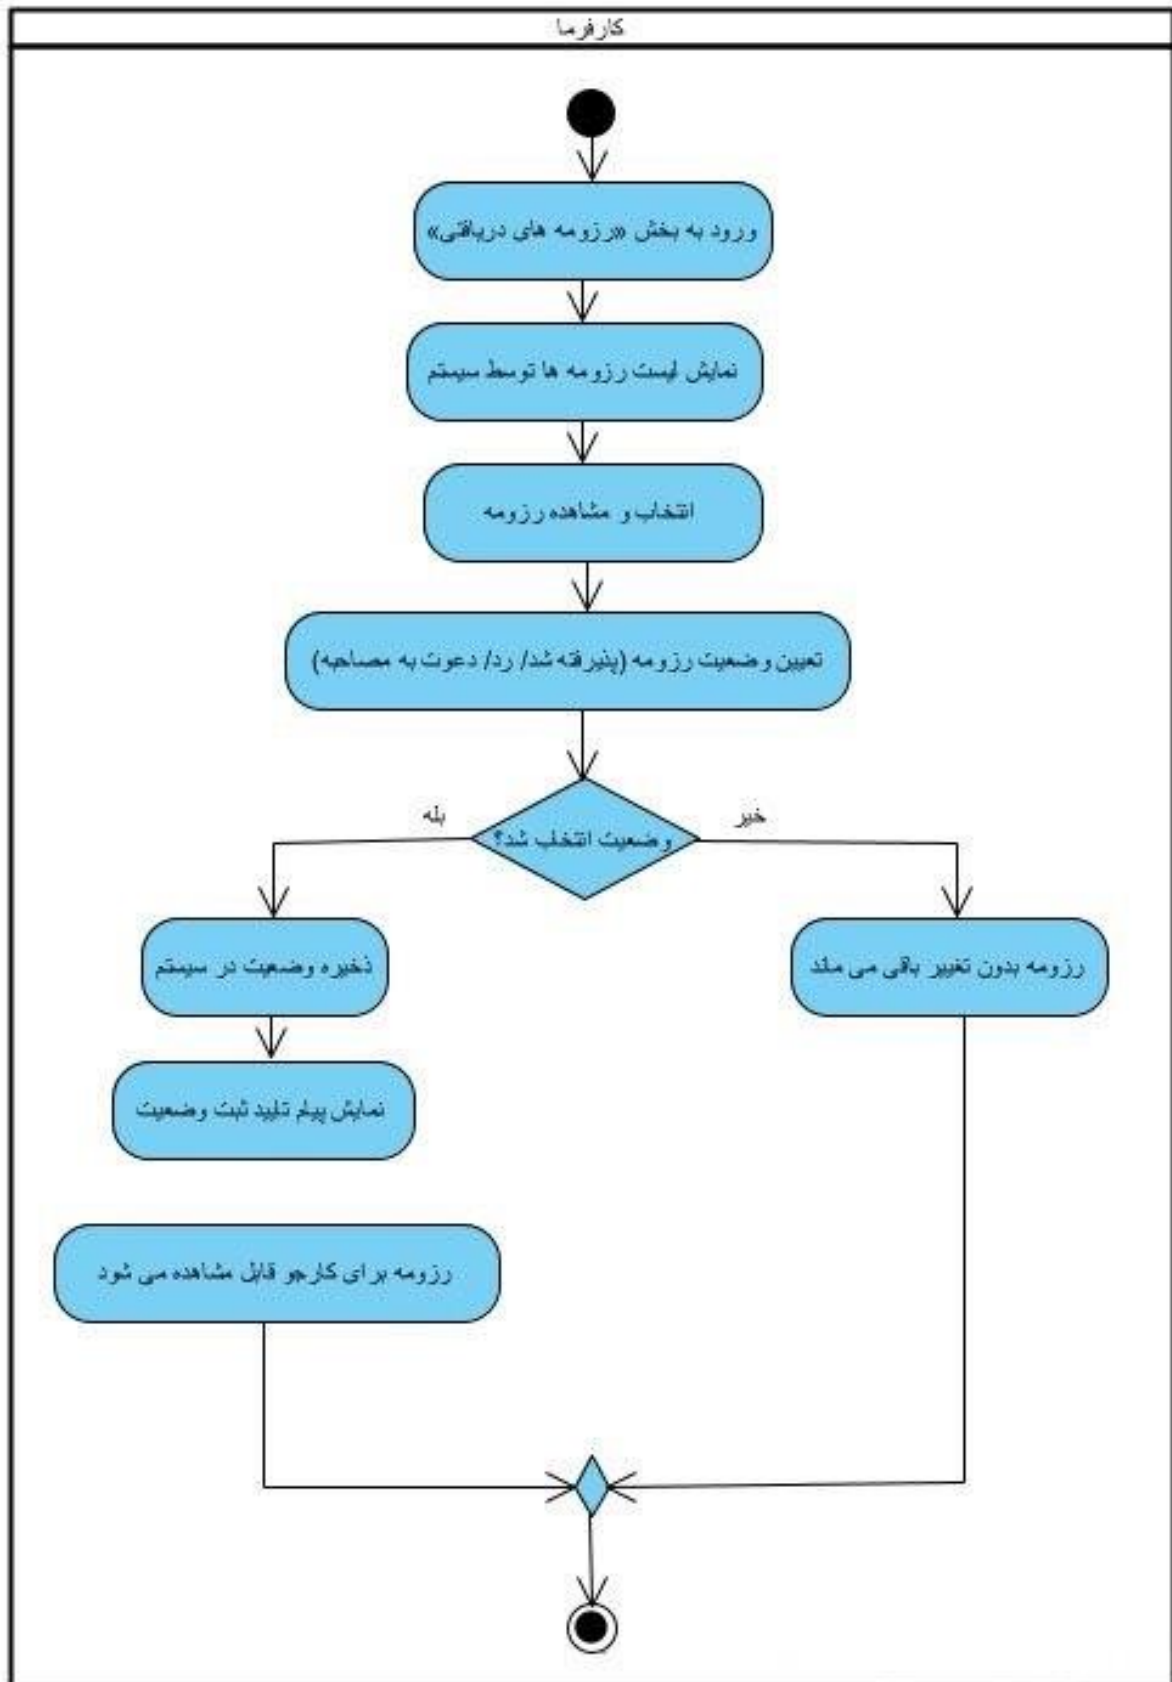 کارفرما
ورود به بخش «رزومه های دریافتی»
نمایش لیست رزومه ها توسط سیستم
انتخاب و مشاهده رزومه
تعیین وضعیت رزومه (پذیرفته شد/ رد/ دعوت به مصاحبه)
وضعیت انتخاب شد؟
خیر
بله
رزومه بدون تغییر باقی می ماند
ذخیره وضعیت در سیستم
نمایش پیام تایید ثبت وضعیت
رزومه برای کارجو قابل مشاهده می شود